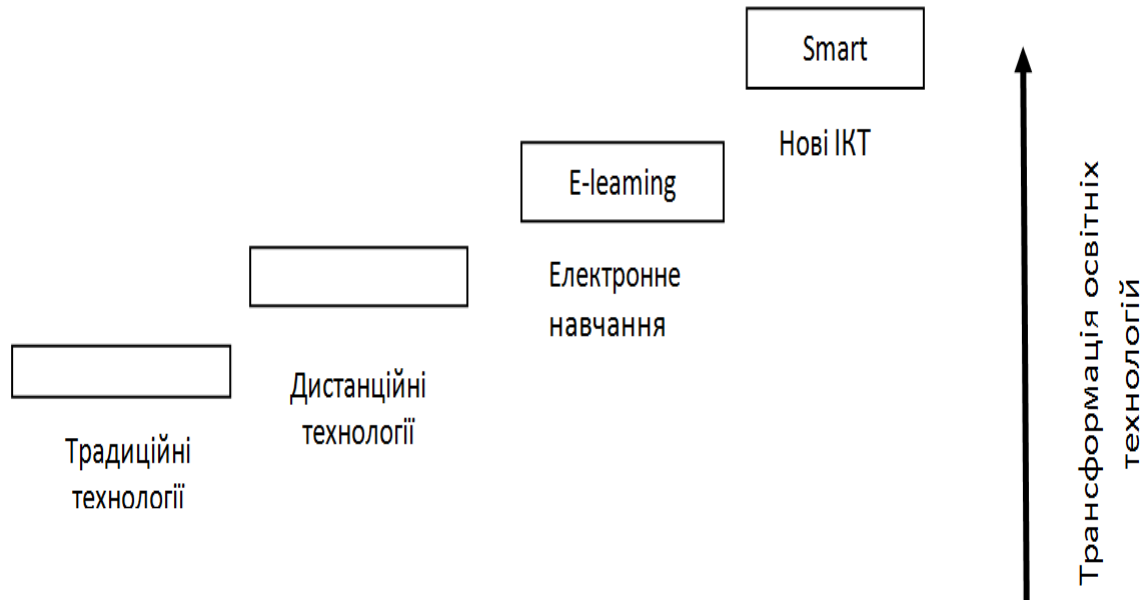 Smart
Нові ІКТ
E-leaming
Електронне
навчання
Дистанційні
технології
Традиційні
технології
Трансформація освітніх
технологій